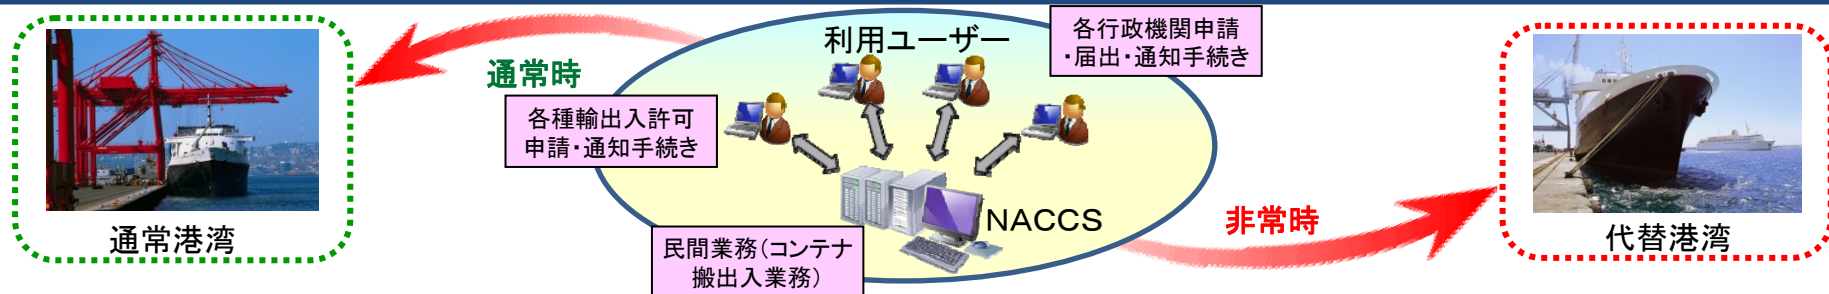 利用ユーザー
各行政機関申請
・届出・通知手続き
通常時
各種輸出入許可
申請・通知手続き
通常港湾
NACCS
民間業務(コンテナ
搬出入業務)
非常時
代替港湾